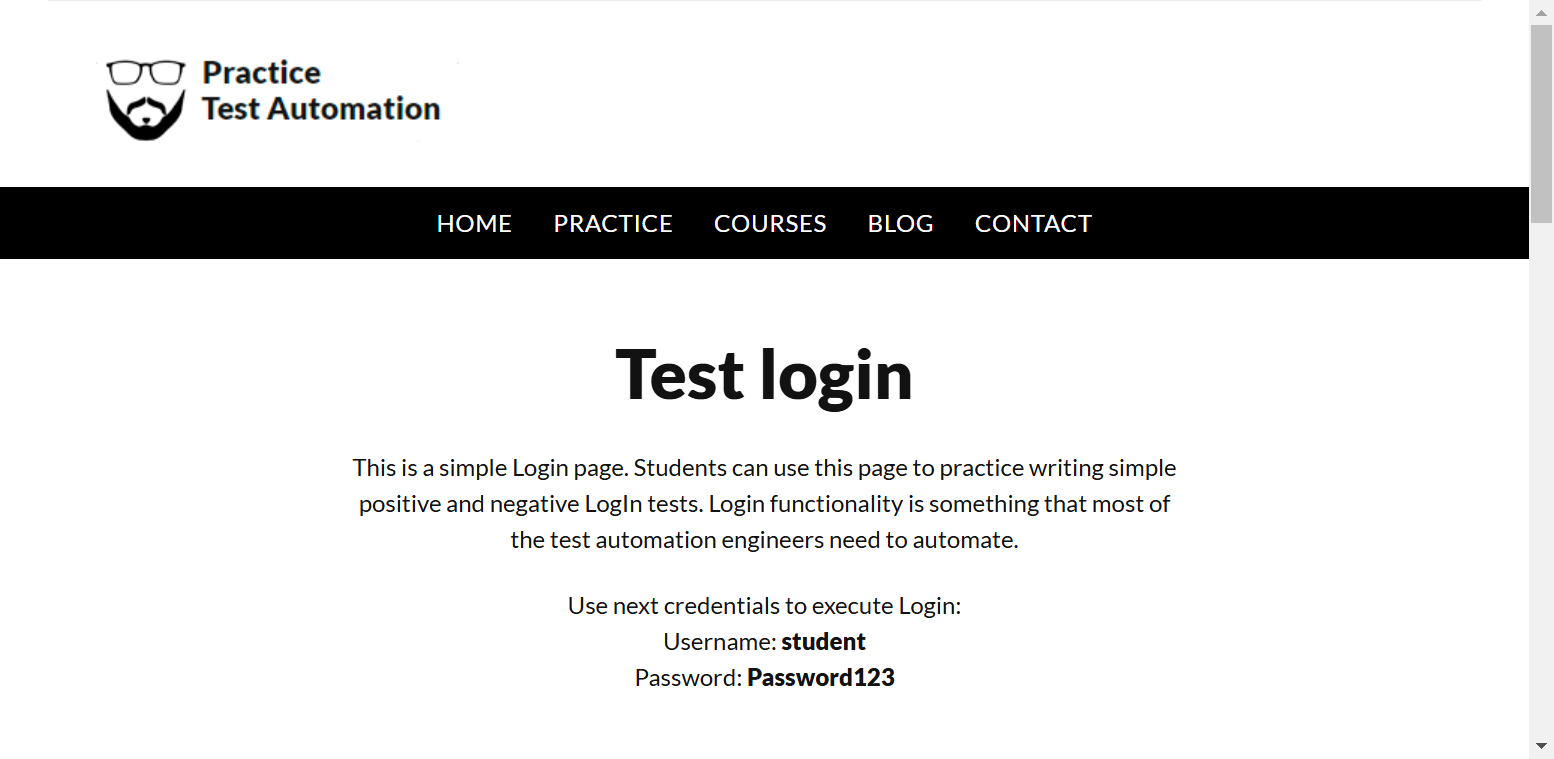 Practice
Test Automation
HOME PRACTICE COURSES BLOG CONTACT
Test login
This is a simple Login page. Students can use this page to practice writing simple
positive and negative LogIn tests. Login functionality is something that most of
the test automation engineers need to automate.
Use next credentials to execute Login:
Username: student
Password: Password123